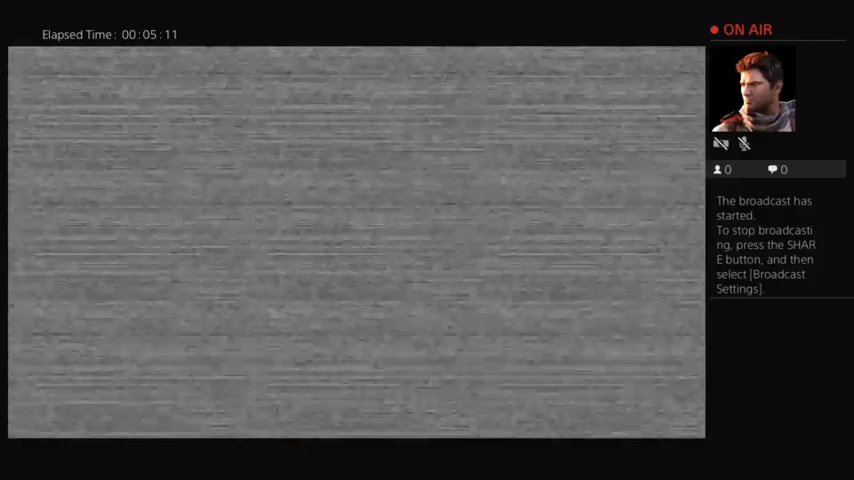 Elapsed Time : 00:05:11
ON AIR
0 0
The broadcast has
started.
To stop broadcasti
ng, press the SHAR
E button, and then
select [Broadcast
Settings].